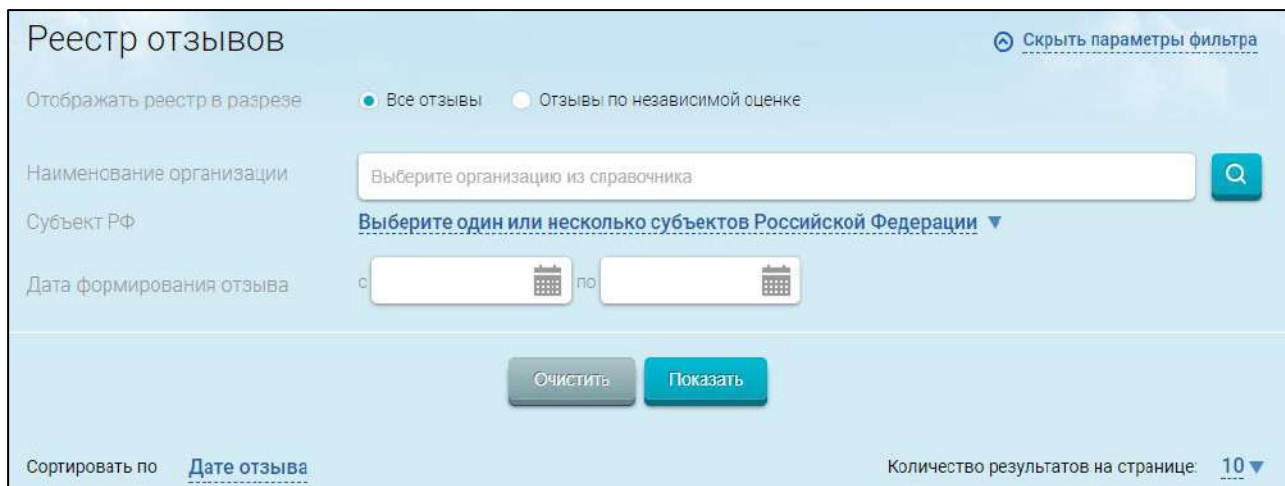 Реестр отзывов
Скрыть параметры фильтра
Отображать реестр в разрезе Все отзывы Отзывы по независимой оценке
Наименование организации Выберите организацию из справочника
Субъект РФ Выберите один или несколько субъектов Российской Федерации
Дата формирования отзыва с по
Очистить Показать
Сортировать по Дате отзыва Количество результатов на странице: 10